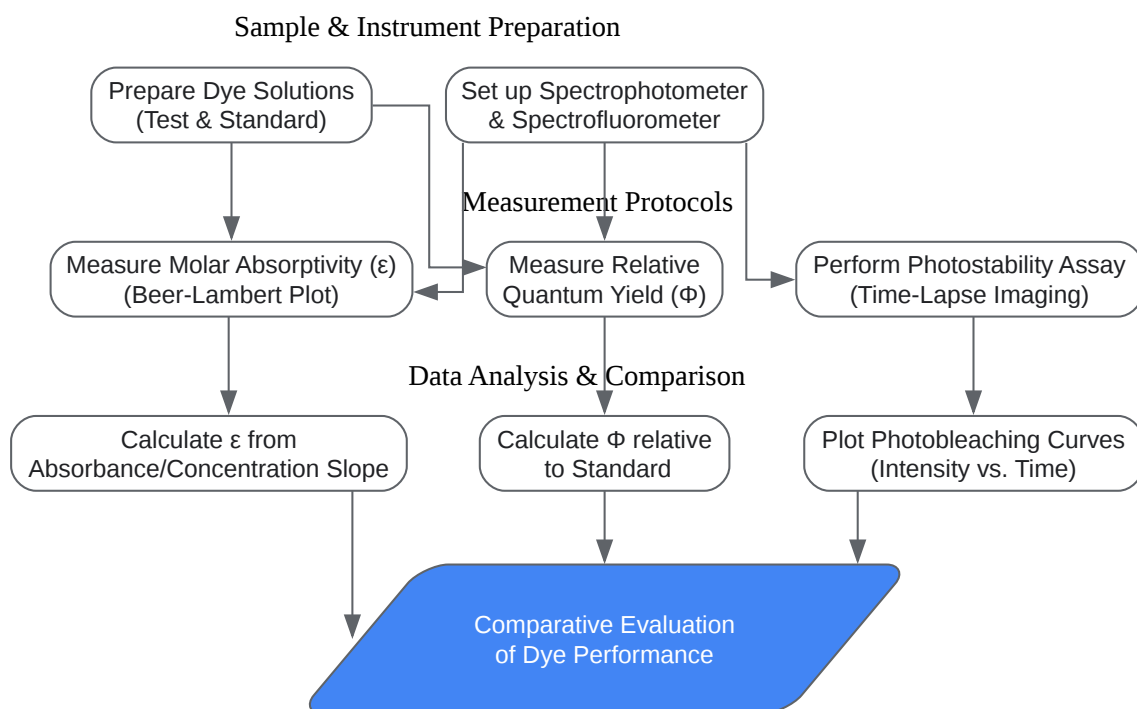 Sample & Instrument Preparation
Prepare Dye Solutions
(Test & Standard)
Set up Spectrophotometer
& Spectrofluorometer
Measurement Protocols
Measure Molar Absorptivity (ε)
(Beer-Lambert Plot)
Measure Relative
Quantum Yield (Φ)
Perform Photostability Assay
(Time-Lapse Imaging)
Data Analysis & Comparison
Calculate ε from
Absorbance/Concentration Slope
Calculate Φ relative
to Standard
Plot Photobleaching Curves
(Intensity vs. Time)
Comparative Evaluation
of Dye Performance